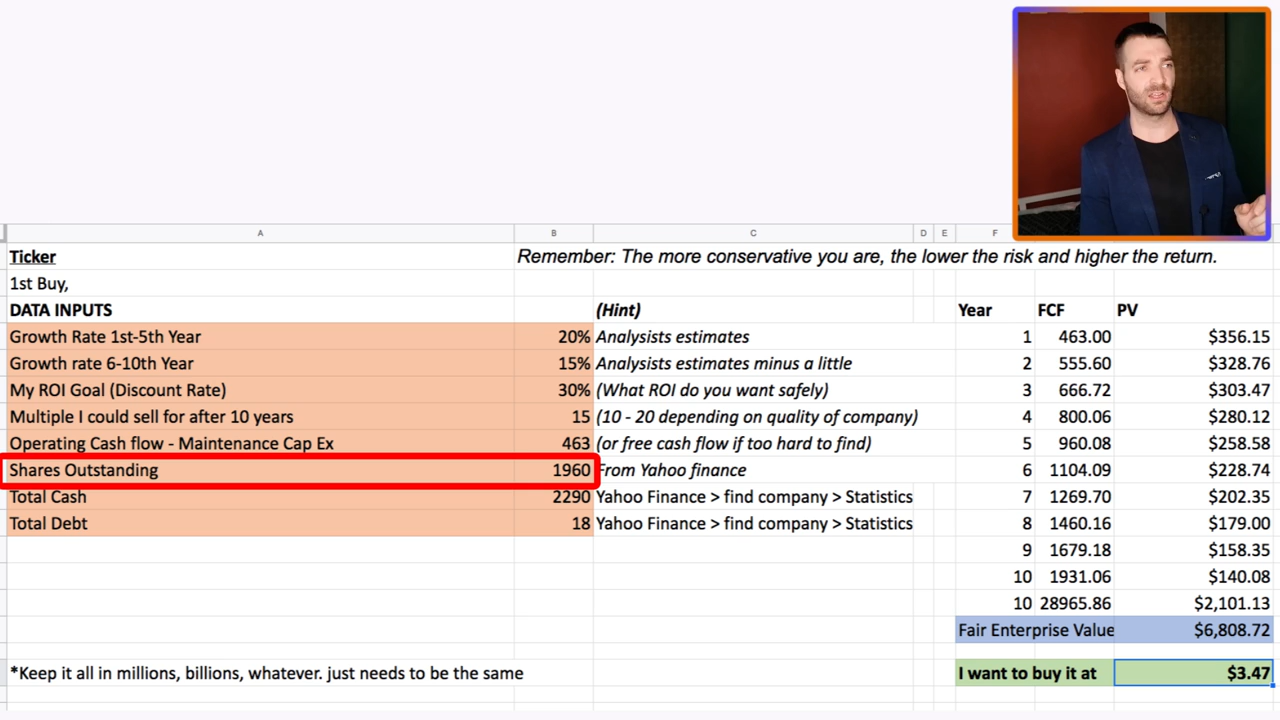 A B C D E F
Ticker Remember: The more conservative you are, the lower the risk and higher the return.
1st Buy,
DATA INPUTS (Hint) Year FCF PV
Growth Rate 1st-5th Year 20% Analysists estimates 1 463.00 $356.15
Growth rate 6-10th Year 15% Analysists estimates minus a little 2 555.60 $328.76
My ROI Goal (Discount Rate) 30% (What ROI do you want safely) 3 666.72 $303.47
Multiple I could sell for after 10 years 15 (10 - 20 depending on quality of company) 4 800.06 $280.12
Operating Cash flow - Maintenance Cap Ex 463 (or free cash flow if too hard to find) 5 960.08 $258.58
Shares Outstanding 1960 From Yahoo finance 6 1104.09 $228.74
Total Cash 2290 Yahoo Finance > find company > Statistics 7 1269.70 $202.35
Total Debt 18 Yahoo Finance > find company > Statistics 8 1460.16 $179.00
9 1679.18 $158.35
10 1931.06 $140.08
10 28965.86 $2,101.13
Fair Enterprise Value $6,808.72
*Keep it all in millions, billions, whatever. just needs to be the same I want to buy it at $3.47